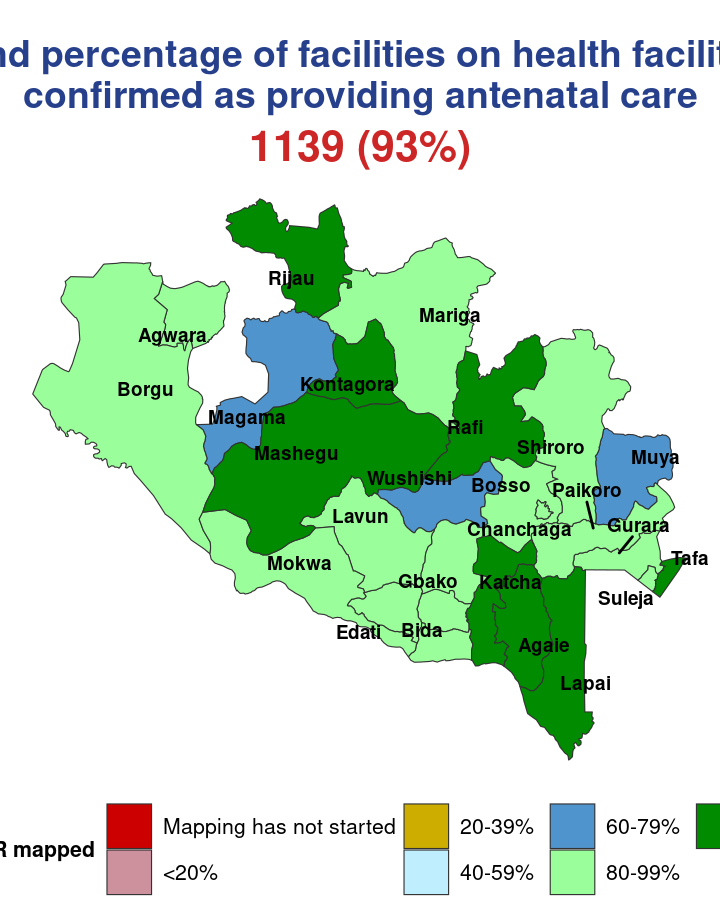 percentage of facilities on health
confirmed as providing antenatal care
1139 (93%)
Rijau
Mariga
Agwara
Borgu
Kontagora
Magama
Rafi
Mashegu
Shiroro
Muya
Wushishi
Bosso
Paikoro
Lavun
Chanchaga
Gurara
Mokwa
Tafa
Gbako
Katcha
Suleja
Edati
Bida
Agaie
Lapai
R mapped
Mapping has not started
20-39%
60-79%
<20%
40-59%
80-99%